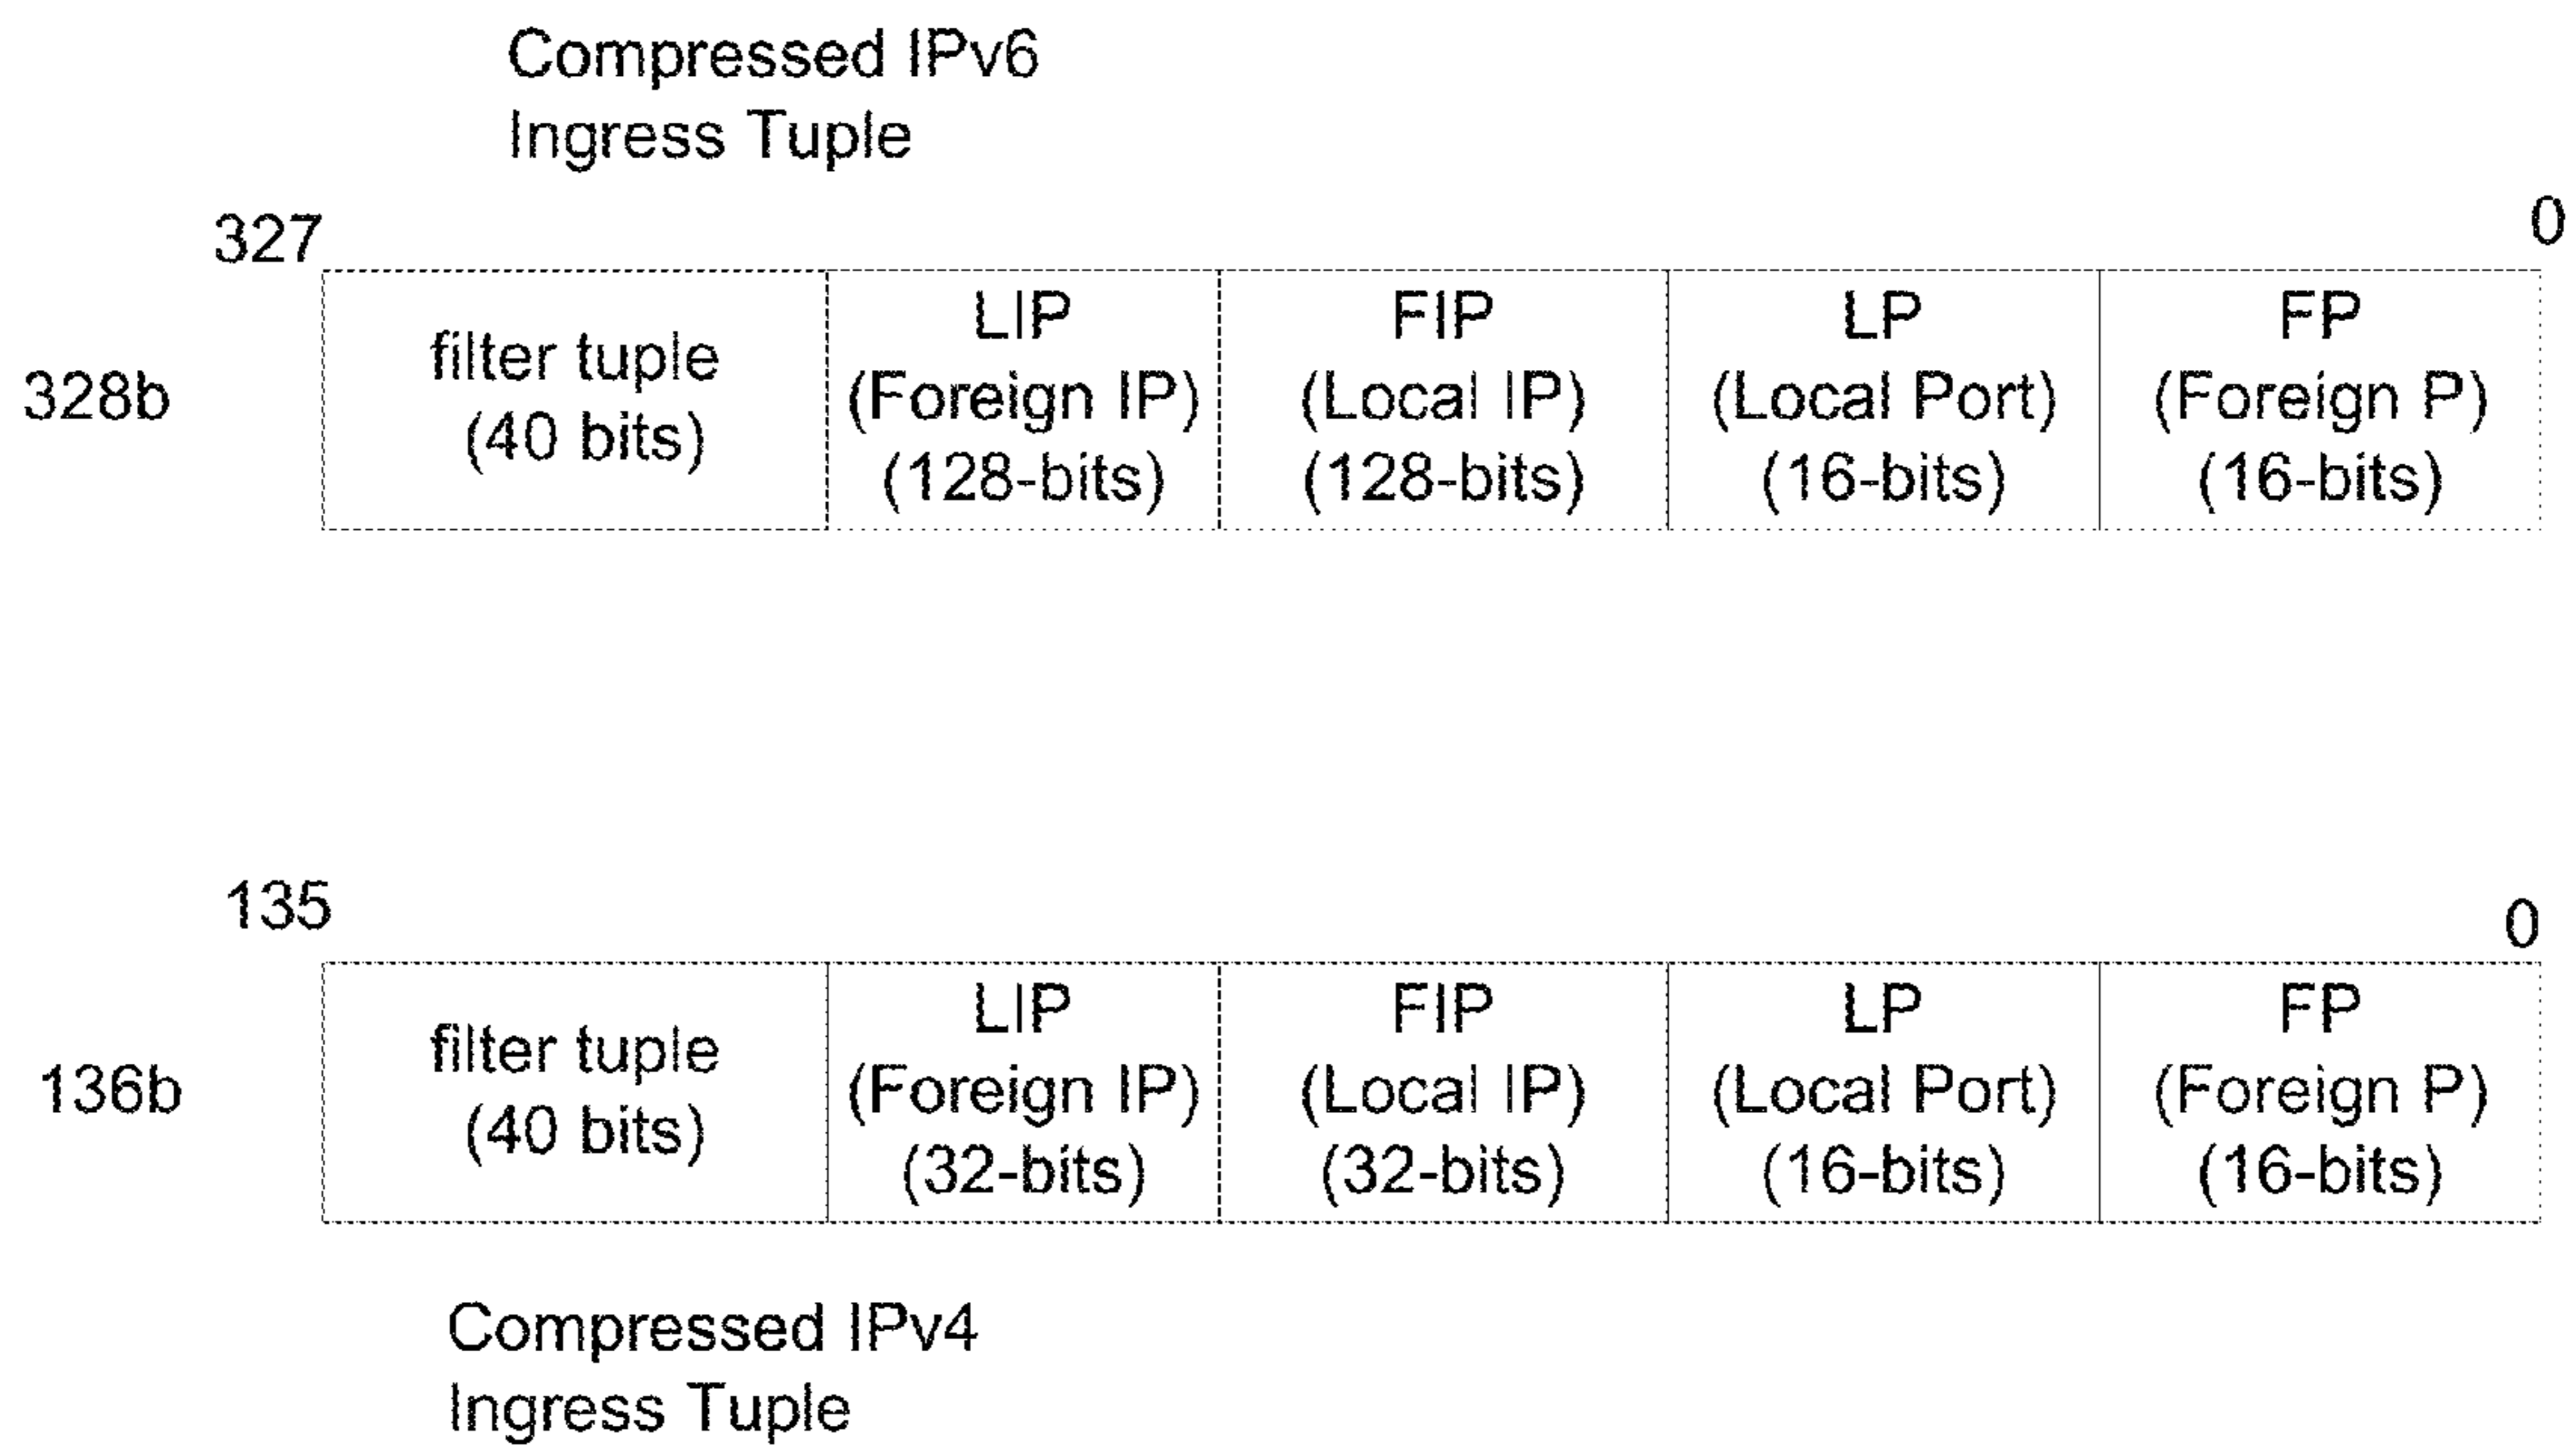 Compressed IPv6
Ingress Tuple
327
0
328b
filter tuple
(40 bits)
LIP
(Foreign IP)
(128-bits)
FIP
(Local IP)
(128-bits)
LP
(Local Port)
(16-bits)
FP
(Foreign P)
(16-bits)
135
0
136b
filter tuple
(40 bits)
LIP
(Foreign IP)
(32-bits)
FIP
(Local IP)
(32-bits)
LP
(Local Port)
(16-bits)
FP
(Foreign P)
(16-bits)
Compressed IPv4
Ingress Tuple